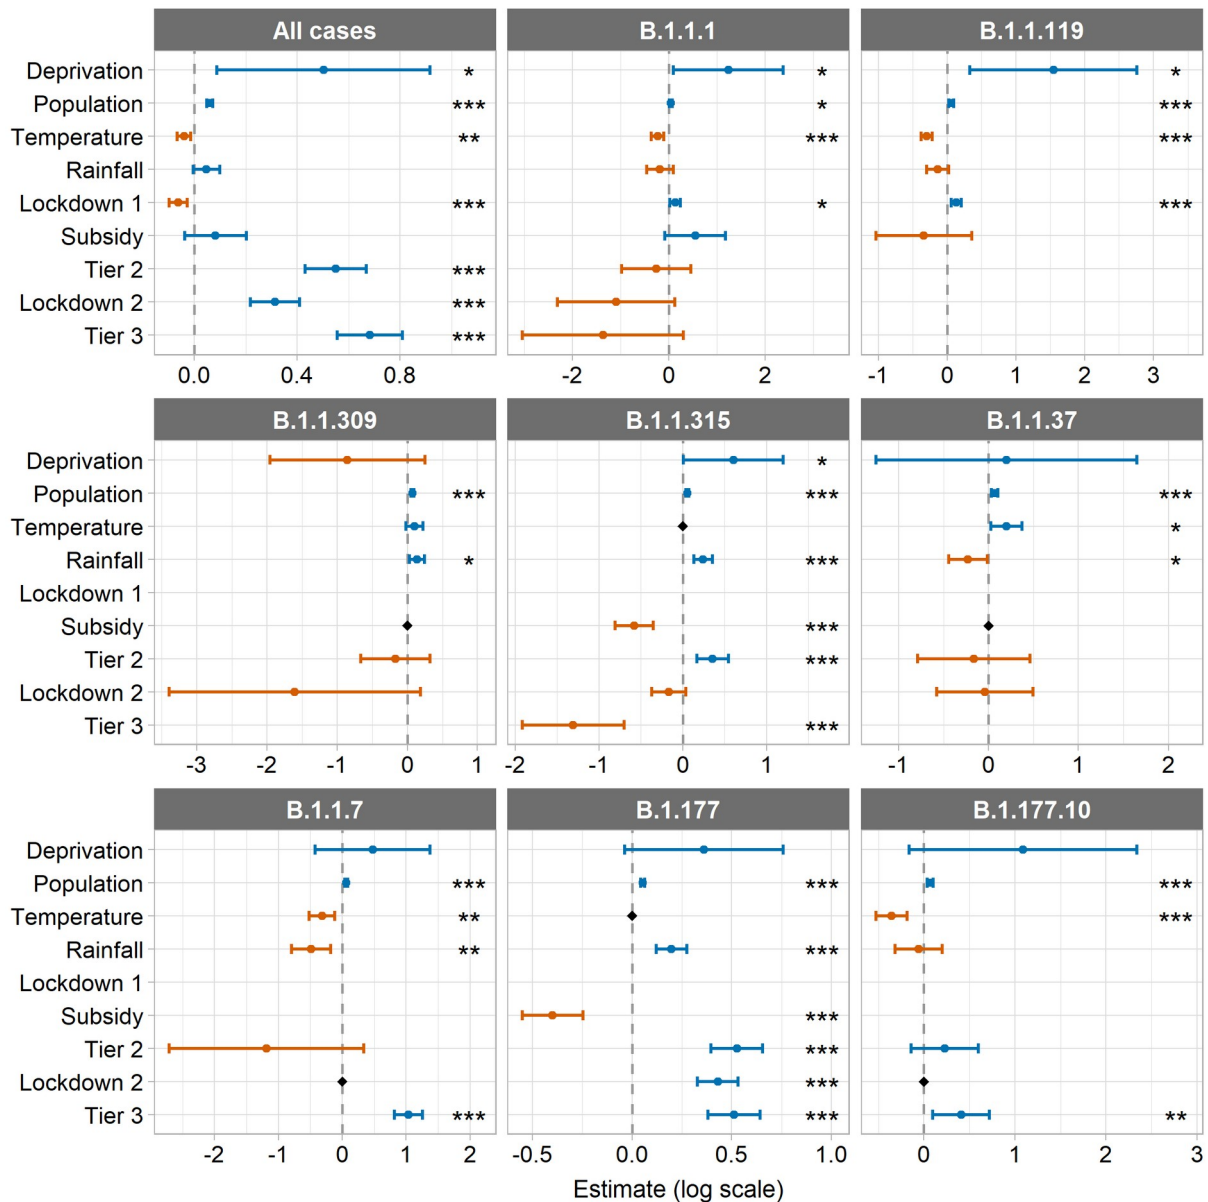 All cases B.1.1.1 B.1.1.119
Deprivation * * *
Population *** * ***
Temperature ** *** ***
Rainfall
Lockdown 1 *** * ***
Subsidy
Tier 2 ***
Lockdown 2 ***
Tier 3 ***
0.0 0.4 0.8 -2 0 2 -1 0 1 2 3
B.1.1.309 B.1.1.315 B.1.1.37
Deprivation *
Population *** *** ***
Temperature *
Rainfall * *** *
Lockdown 1
Subsidy ***
Tier 2 ***
Lockdown 2
Tier 3 ***
-3 -2 -1 0 1 -2 -1 0 1 -1 0 1 2
B.1.1.7 B.1.177 B.1.177.10
Deprivation
Population *** *** ***
Temperature ** ***
Rainfall ** ***
Lockdown 1
Subsidy ***
Tier 2 ***
Lockdown 2 ***
Tier 3 *** *** **
-2 -1 0 1 2 -0.5 0.0 0.5 1.0 0 1 2 3
Estimate (log scale)